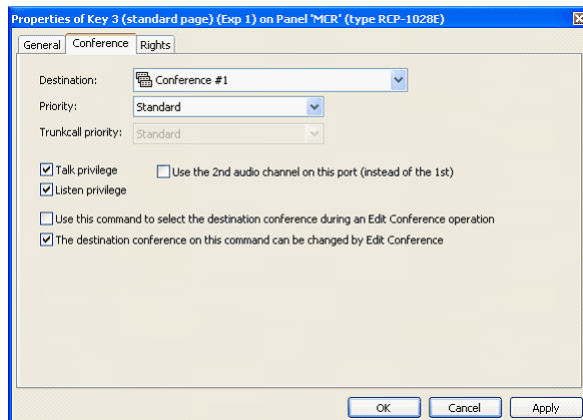 Properties of Key 3 (standard page) (Exp 1) on Panel 'MCR' (type RCP-1028E)
General Conference Rights
Destination: Conference #1
Priority: Standard
Trunkcall priority: Standard
Talk privilege Use the 2nd audio channel on this port (instead of the 1st)
Listen privilege
Use this command to select the destination conference during an Edit Conference operation
The destination conference on this command can be changed by Edit Conference
OK Cancel Apply